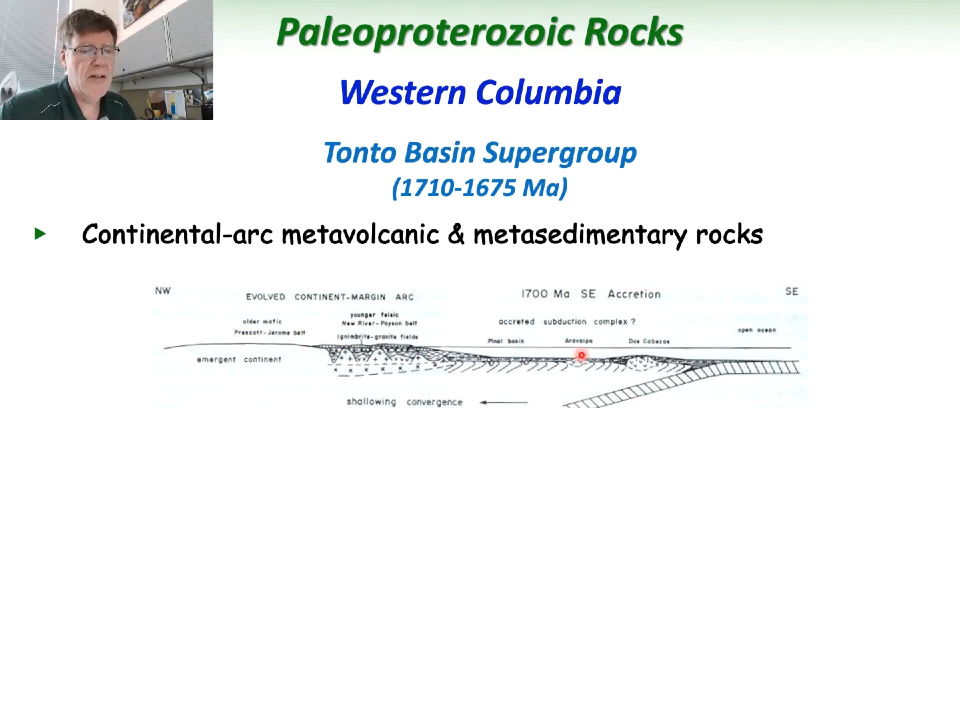 Paleoproterozoic Rocks
Western Columbia
Tonto Basin Supergroup
(1710-1675 Ma)
Continental-arc metavolcanic & metasedimentary rocks
NW
EVOLVED CONTINENT-MARGIN ARC
1700 Ma SE Accretion
SE
older mafic
Prescott-Jerome belt
younger felsic
New River-Payson belt
ignimbrite-granite fields
accreted subduction complex ?
Pinal basin
Aravaipa
Dos Cabezas
open ocean
emergent continent
shallowing convergence